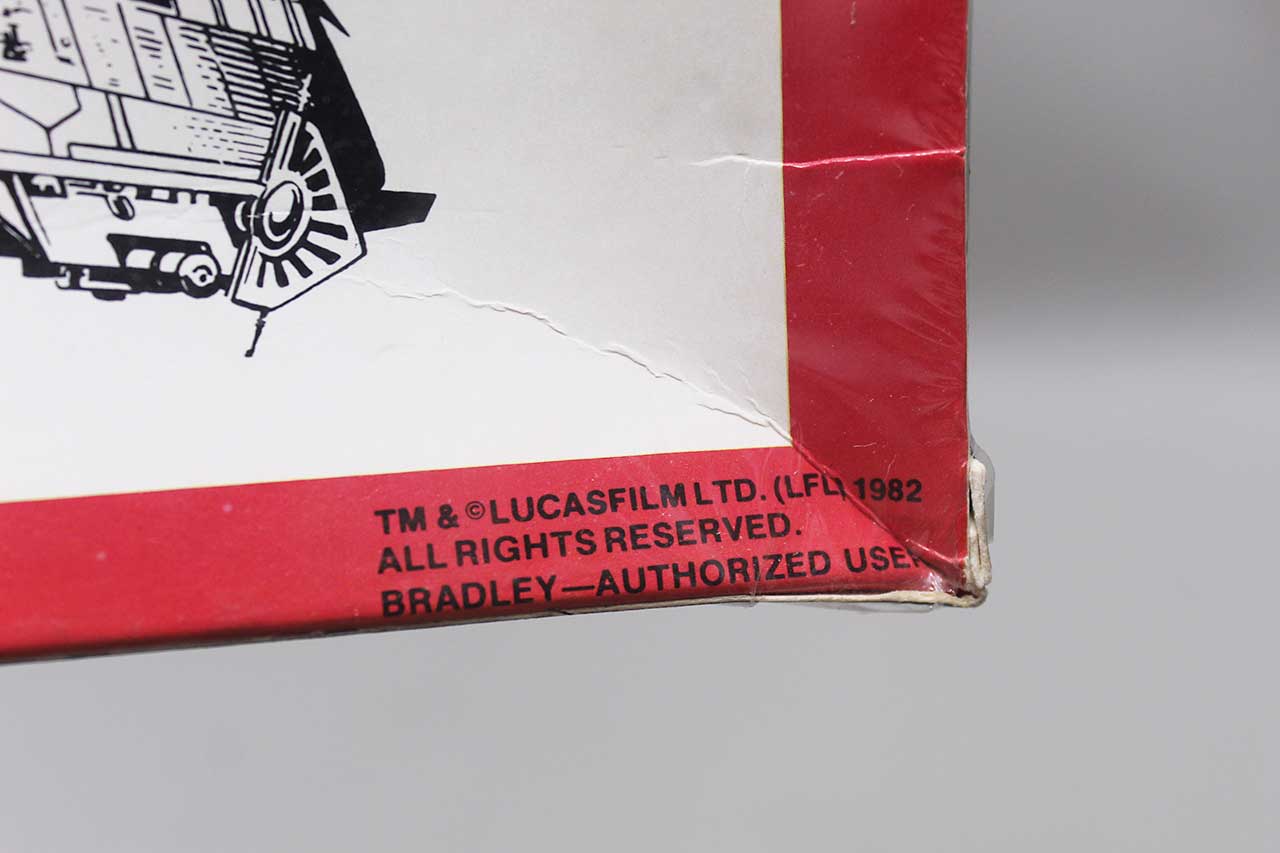 TM & ©LUCASFILM LTD. (LFL) 1982
ALL RIGHTS RESERVED.
BRADLEY—AUTHORIZED USER